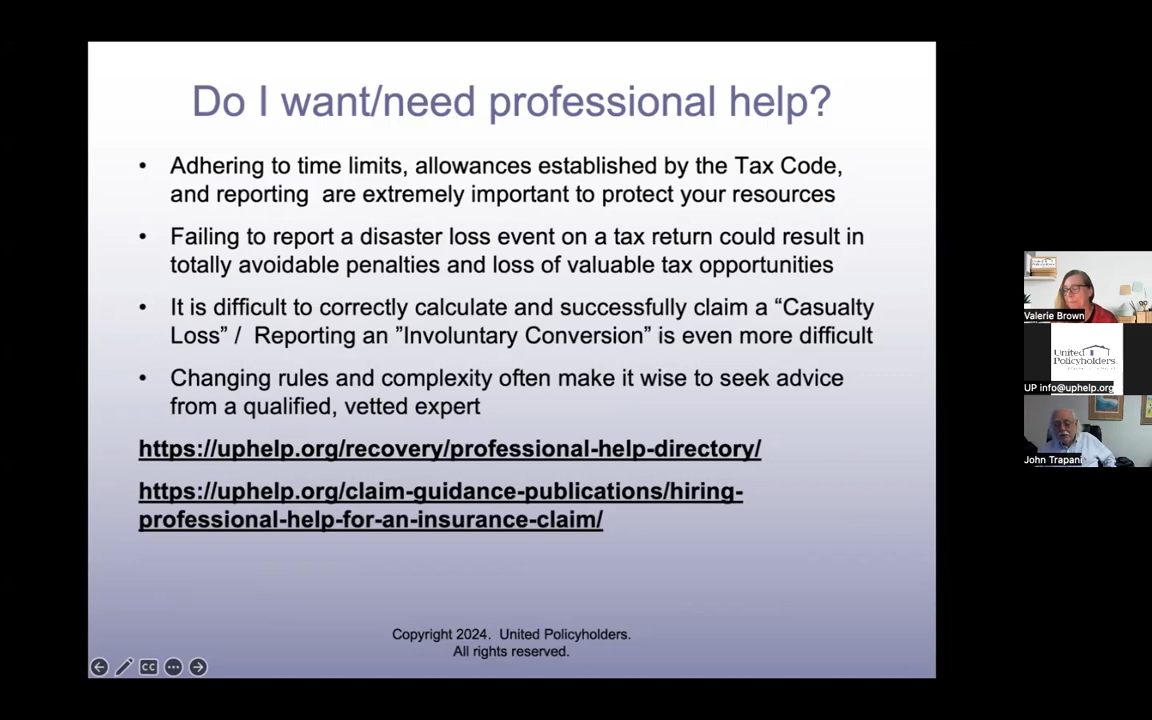 Do I want/need professional help?
• Adhering to time limits, allowances established by the Tax Code,
and reporting are extremely important to protect your resources
• Failing to report a disaster loss event on a tax return could result in
totally avoidable penalties and loss of valuable tax opportunities
• It is difficult to correctly calculate and successfully claim a “Casualty
Loss” / Reporting an ”Involuntary Conversion” is even more difficult
• Changing rules and complexity often make it wise to seek advice
from a qualified, vetted expert
https://uphelp.org/recovery/professional-help-directory/
https://uphelp.org/claim-guidance-publications/hiring-
professional-help-for-an-insurance-claim/
Copyright 2024. United Policyholders.
All rights reserved.
CC
Valerie Brown
United
Policyholders
UP info@uphelp.org
John Trapani